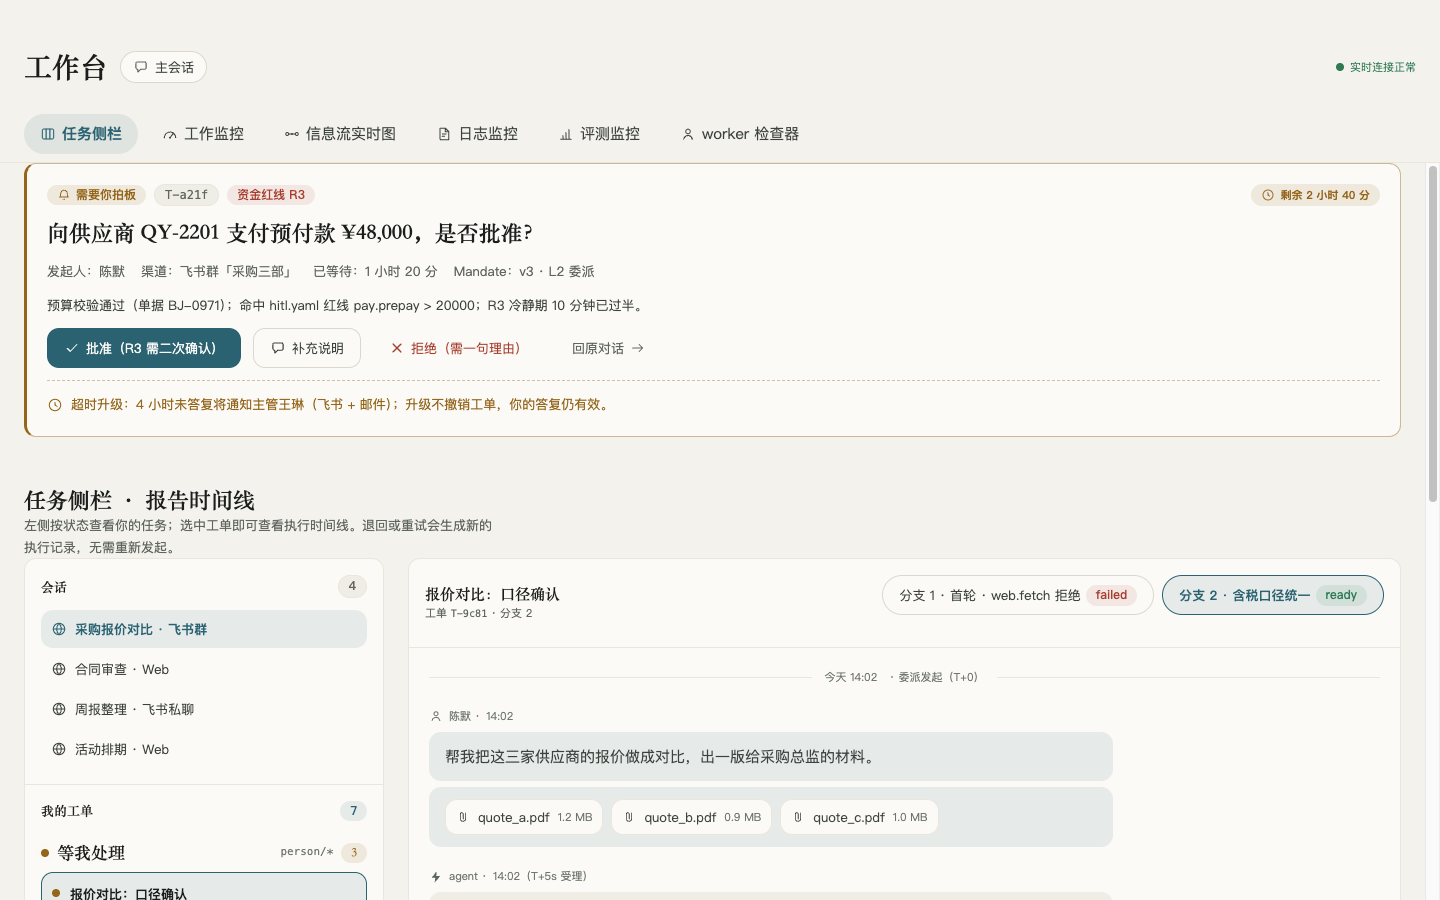 工作台
主会话
实时连接正常
任务侧栏
工作监控
信息流实时图
日志监控
评测监控
worker 检查器
需要你拍板
T-a21f
资金红线 R3
剩余 2 小时 40 分
向供应商 QY-2201 支付预付款 ¥48,000，是否批准？
发起人：陈默 渠道：飞书群「采购三部」 已等待：1 小时 20 分 Mandate：v3 · L2 委派
预算校验通过（单据 BJ-0971）；命中 hitl.yaml 红线 pay.prepay > 20000；R3 冷静期 10 分钟已过半。
批准（R3 需二次确认）
补充说明
拒绝（需一句理由）
回原对话 →
超时升级：4 小时未答复将通知主管王琳（飞书 + 邮件）；升级不撤销工单，你的答复仍有效。
任务侧栏 · 报告时间线
左侧按状态查看你的任务；选中工单即可查看执行时间线。退回或重试会生成新的
执行记录，无需重新发起。
会话
4
采购报价对比 · 飞书群
合同审查 · Web
周报整理 · 飞书私聊
活动排期 · Web
我的工单
7
等我处理
person/*
3
报价对比：口径确认
报价对比：口径确认
工单 T-9c81 · 分支 2
分支 1 · 首轮 · web.fetch 拒绝 failed
分支 2 · 含税口径统一 ready
今天 14:02 · 委派发起（T+0）
陈默 · 14:02
帮我把这三家供应商的报价做成对比，出一版给采购总监的材料。
quote_a.pdf 1.2 MB
quote_b.pdf 0.9 MB
quote_c.pdf 1.0 MB
agent · 14:02（T+5s 受理）